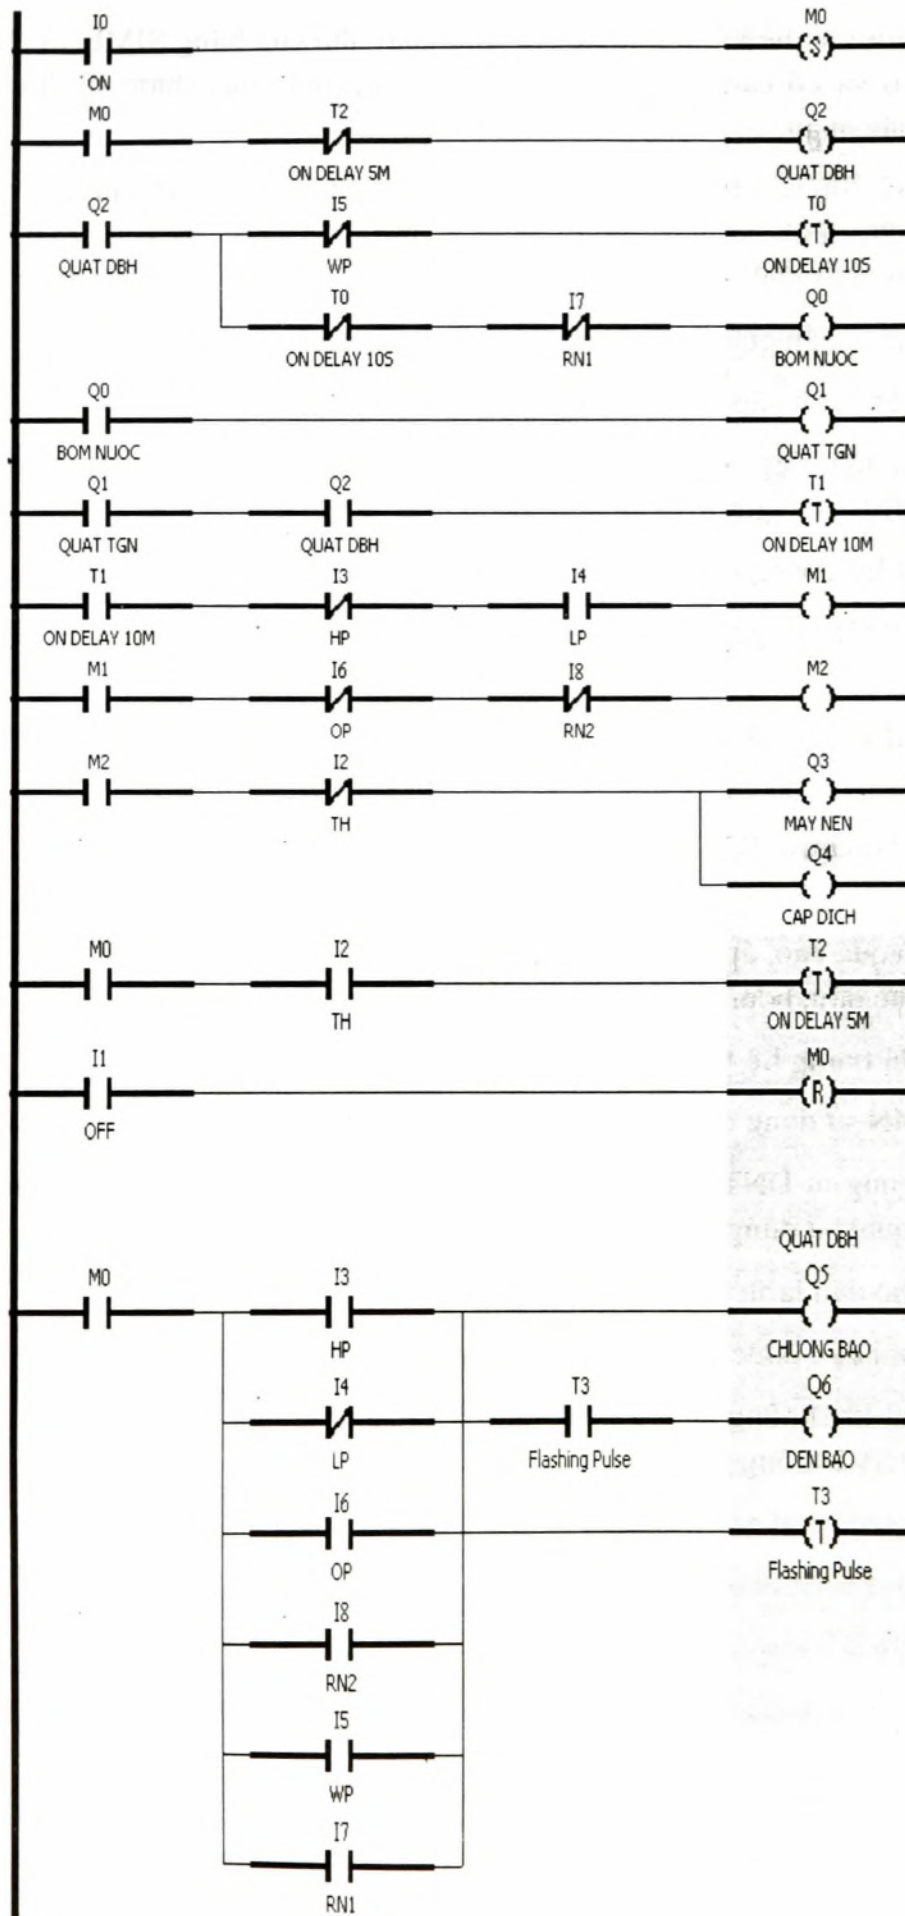 I0 M0
S
ON
M0 T2 Q2
ON DELAY 5M QUAT DBH
Q2 I5 T0
T
QUAT DBH WP ON DELAY 10S
T0 I7 Q0
ON DELAY 10S RN1 BOM NUOC
Q0 Q1
BOM NUOC QUAT TGN
Q1 Q2 T1
T
QUAT TGN QUAT DBH ON DELAY 10M
T1 I3 I4 M1
ON DELAY 10M HP LP
M1 I6 I8 M2
OP RN2
M2 I2 Q3
TH MAY NEN
Q4
CAP DICH
M0 I2 T2
T
TH ON DELAY 5M
I1 M0
R
OFF
QUAT DBH
M0 I3 Q5
HP CHUONG BAO
I4 T3 Q6
LP Flashing Pulse DEN BAO
I6 T3
T
OP Flashing Pulse
I8
RN2
I5
WP
I7
RN1